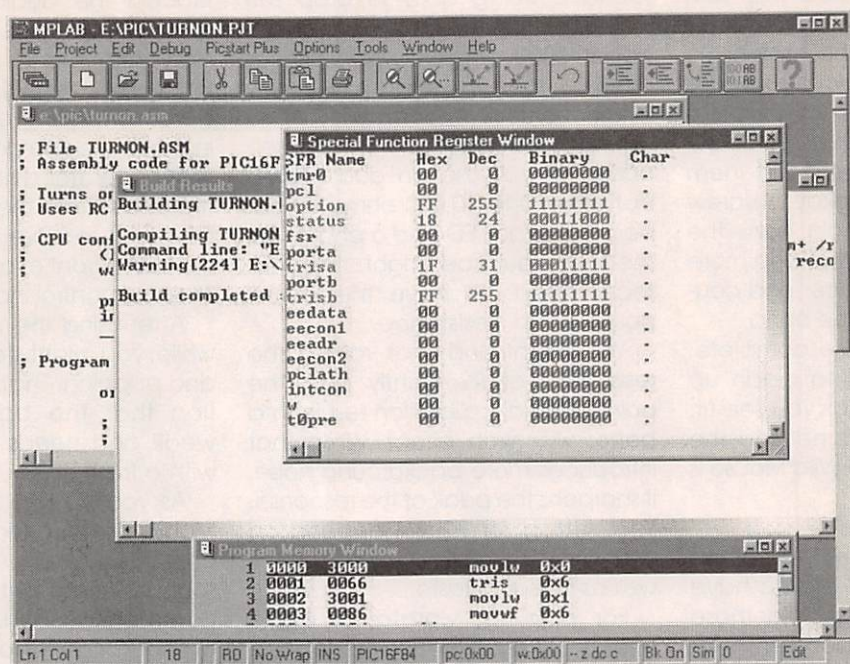 MPLAB - E:\PIC\TURNON.PJT
File Project Edit Debug Picstart Plus Options Tools Window Help
e:\pic\turnon.asm
; File TURNON.ASM
; Assembly code for PIC16F
; Turns on
; Uses RC
; CPU conf
;
;
; Program
Build Results
Building TURNON.
Compiling TURNON
Command line: "E
Warning[224] E:\
Build completed
m+ /r
reco
Special Function Register Window
SFR Name Hex Dec Binary Char
tmr0 00 0 00000000 .
pcl 00 0 00000000 .
option FF 255 11111111 .
status 18 24 00011000 .
fsr 00 0 00000000 .
porta 00 0 00000000 .
trisa 1F 31 00011111 .
portb 00 0 00000000 .
trisb FF 255 11111111 .
eedata 00 0 00000000 .
eecon1 00 0 00000000 .
eeadr 00 0 00000000 .
eecon2 00 0 00000000 .
pclath 00 0 00000000 .
intcon 00 0 00000000 .
w 00 0 00000000 .
t0pre 00 0 00000000 .
Program Memory Window
1 0000 3000 movlw 0x0
2 0001 0066 tris 0x6
3 0002 3001 movlw 0x1
4 0003 0086 movwf 0x6
Ln 1 Col 1 18 RO No Wrap INS PIC16F84 pc:0x00 w:0x00 -- z dc c Bk On Sim 0 Edit